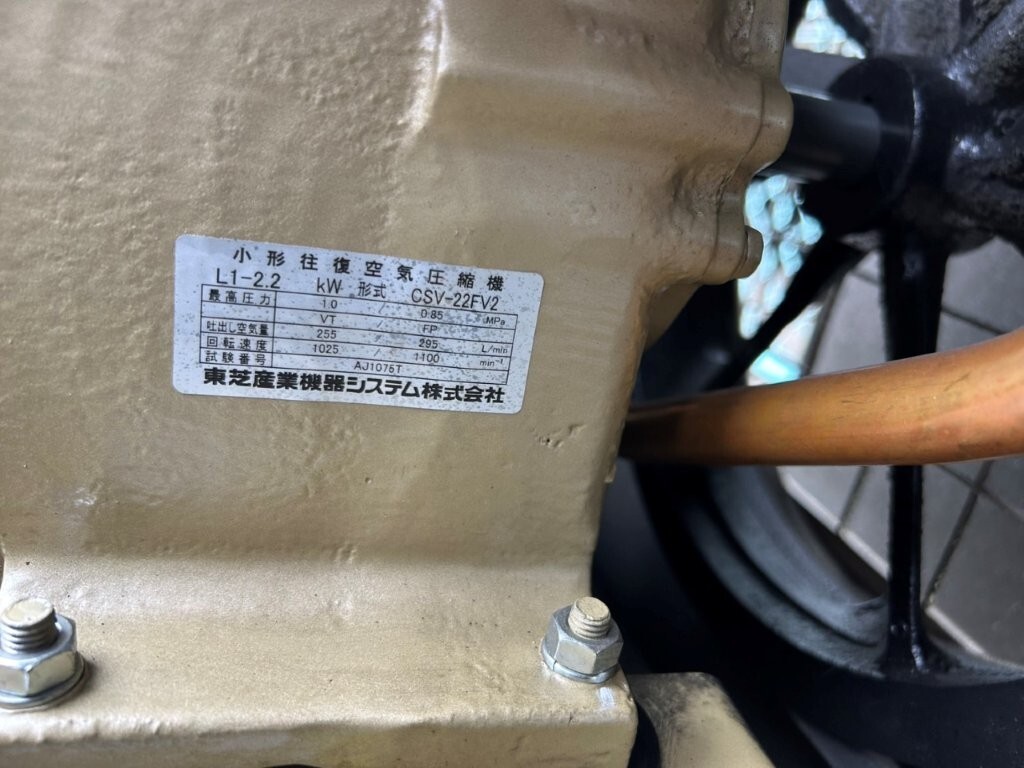 小形往復空気圧縮機
L1-2.2 kW 形式 CSV-22FV2
最高圧力 1.0 / 0.85 MPa
VT / FP
吐出し空気量 255 / 295 L/min
回転速度 1025 / 1100 min⁻¹
試験番号 AJ1076T
東芝産業機器システム株式会社